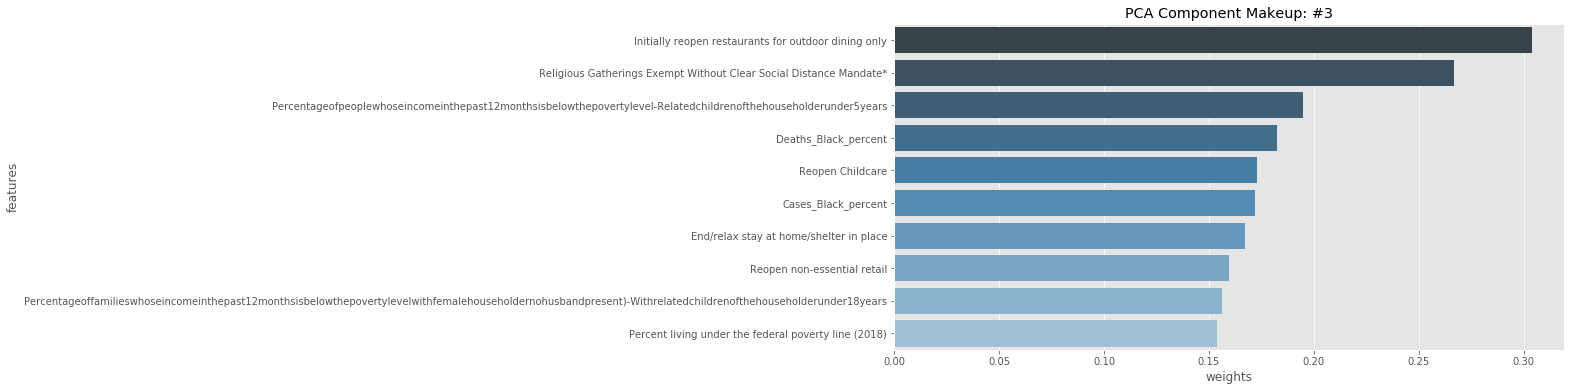 PCA Component Makeup: #3
features
Initially reopen restaurants for outdoor dining only
Religious Gatherings Exempt Without Clear Social Distance Mandate*
Percentageofpeoplewhoseincomeinthepast12monthsisbelowthepovertylevel-Relatedchildrenofthehouseholderunder5years
Deaths_Black_percent
Reopen Childcare
Cases_Black_percent
End/relax stay at home/shelter in place
Reopen non-essential retail
Percentageoffamilieswhoseincomeinthepast12monthsisbelowthepovertylevelwithfemalehouseholdernohusbandpresent)-Withrelatedchildrenofthehouseholderunder18years
Percent living under the federal poverty line (2018)
0.00 0.05 0.10 0.15 0.20 0.25 0.30
weights